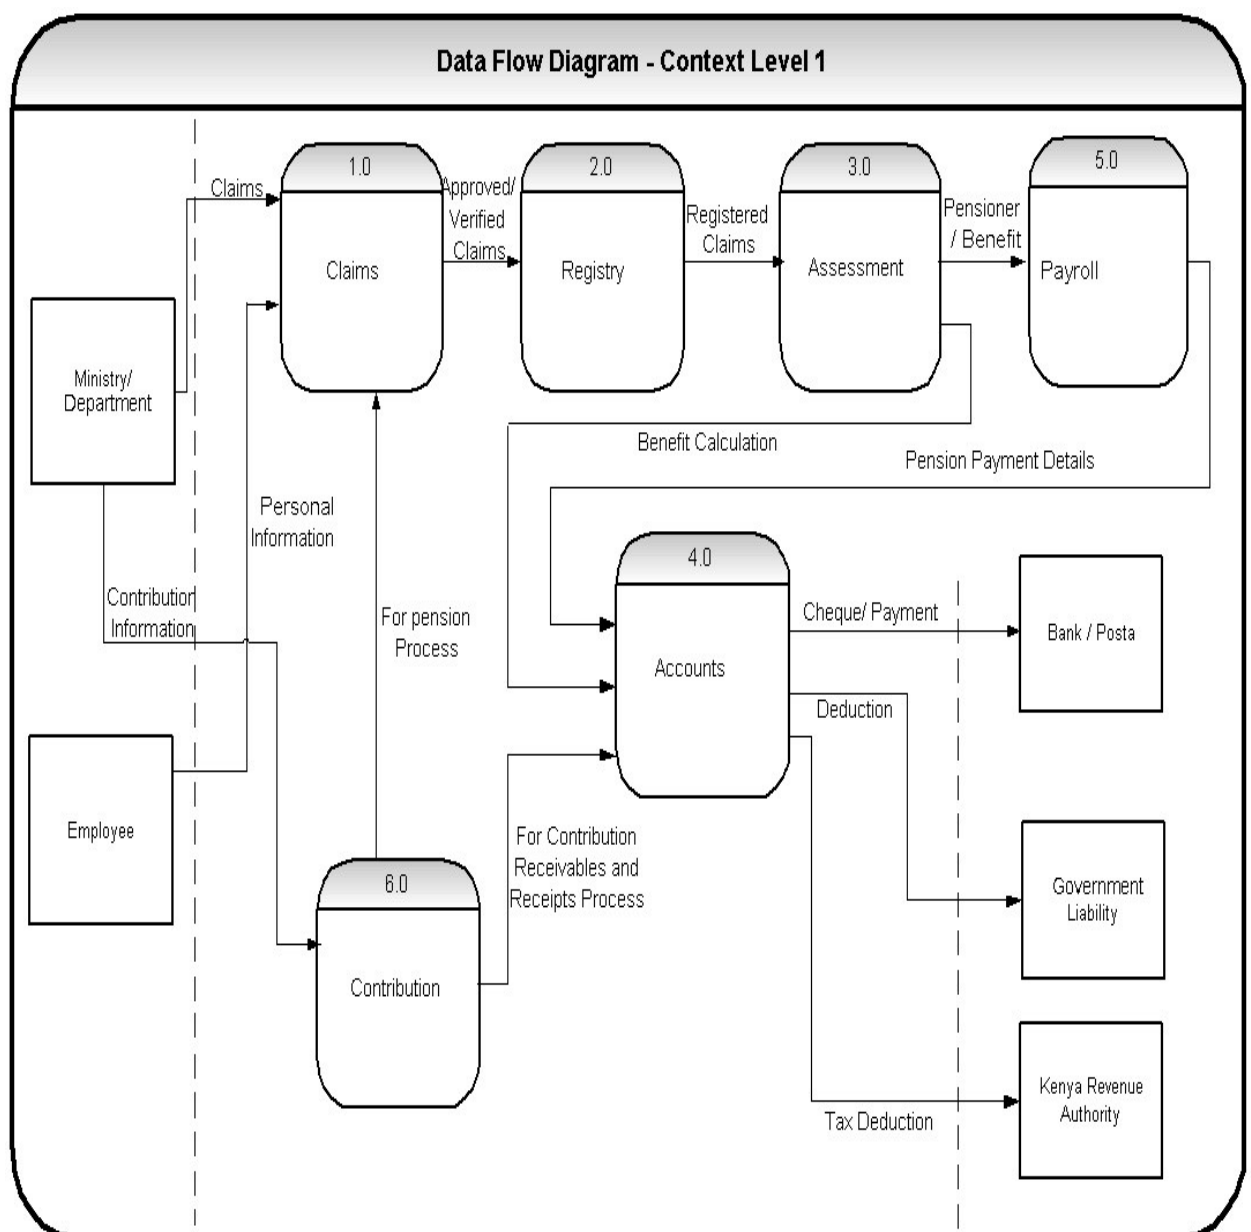 Data Flow Diagram - Context Level 1
1.0
Claims
2.0
Registry
3.0
Assessment
5.0
Payroll
Claims
Approved/
Verified
Claims
Registered
Claims
Pensioner
/ Benefit
Ministry/
Department
Benefit Calculation
Pension Payment Details
Personal
Information
Contribution
Information
For pension
Process
4.0
Accounts
Cheque/ Payment
Bank / Posta
Deduction
Employee
For Contribution
Receivables and
Receipts Process
6.0
Contribution
Government
Liability
Kenya Revenue
Authority
Tax Deduction